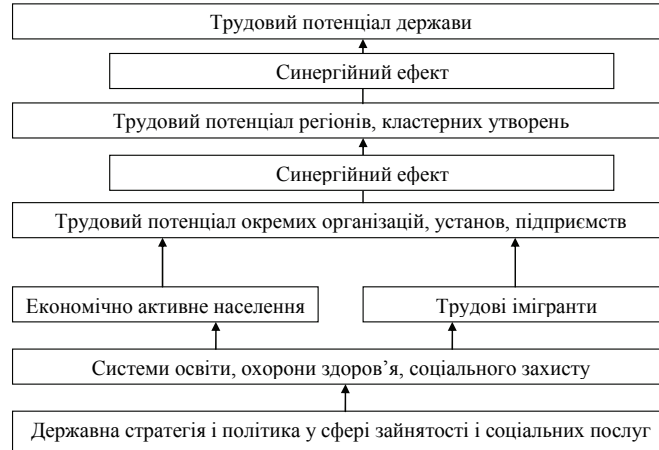 Трудовий потенціал держави
Синергійний ефект
Трудовий потенціал регіонів, кластерних утворень
Синергійний ефект
Трудовий потенціал окремих організацій, установ, підприємств
Економічно активне населення
Трудові імігранти
Системи освіти, охорони здоров’я, соціального захисту
Державна стратегія і політика у сфері зайнятості і соціальних послуг